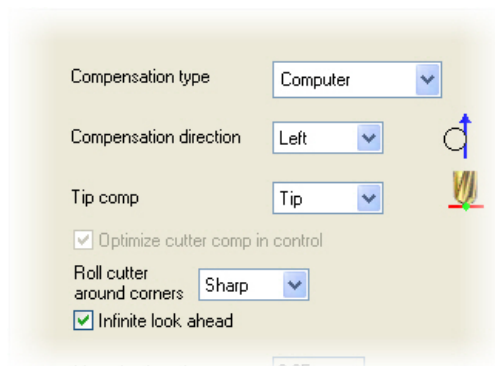 Compensation type Computer
Compensation direction Left
Tip comp Tip
Optimize cutter comp in control
Roll cutter
around corners Sharp
Infinite look ahead